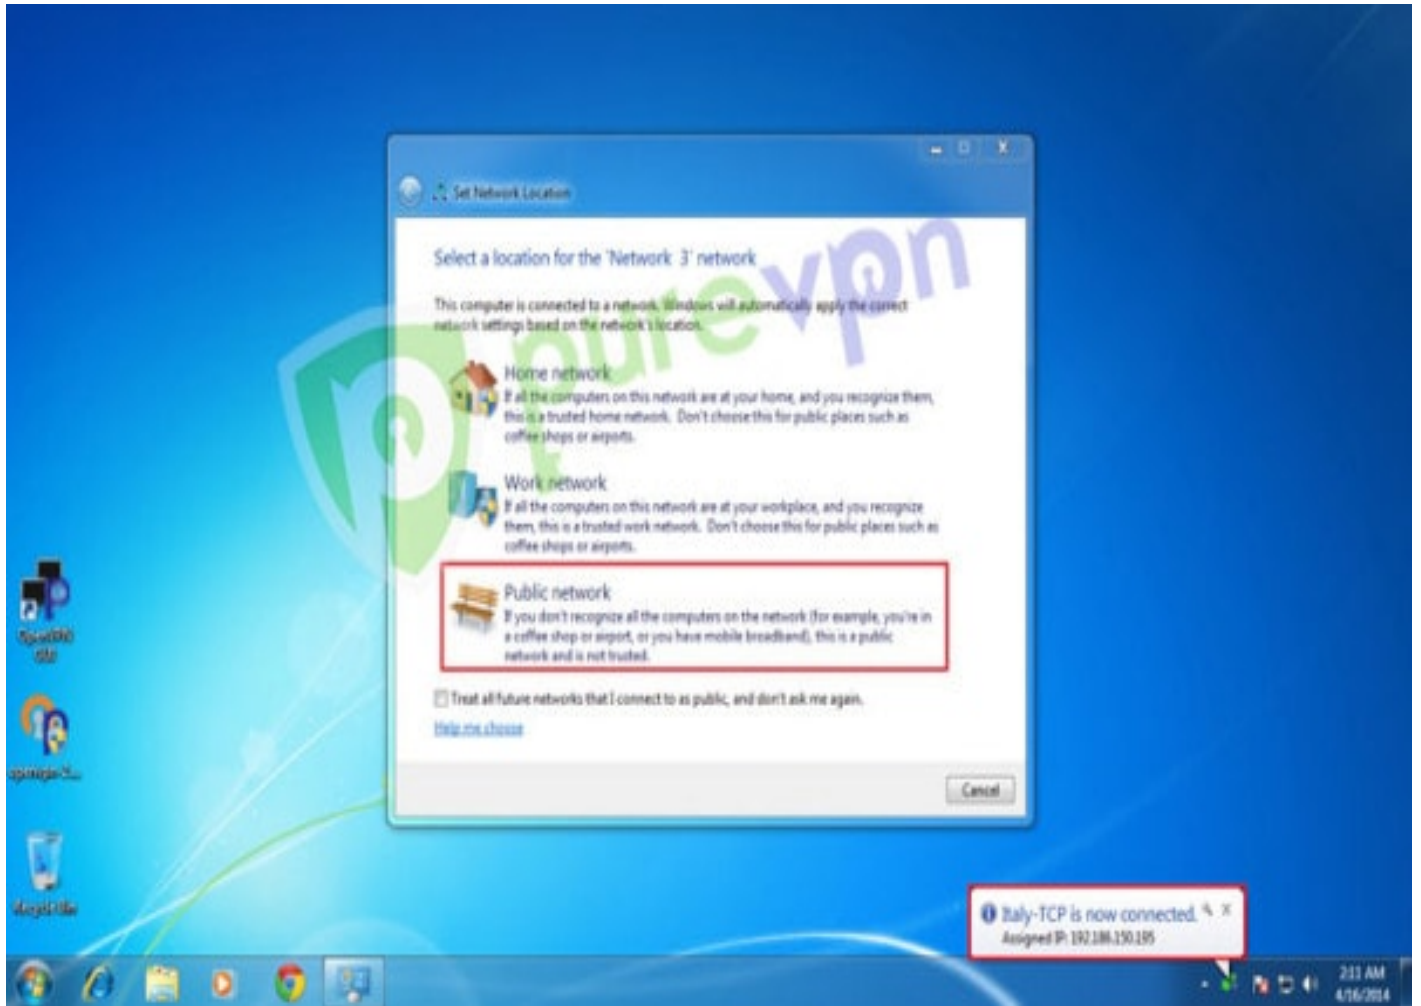 Set Network Location
Select a location for the 'Network 3' network
This computer is connected to a network. Windows will automatically apply the correct
network settings based on the network's location.
purevpn
Home network
If all the computers on this network are at your home, and you recognize them,
this is a trusted home network. Don't choose this for public places such as
coffee shops or airports.
Work network
If all the computers on this network are at your workplace, and you recognize
them, this is a trusted work network. Don't choose this for public places such as
coffee shops or airports.
Public network
If you don't recognize all the computers on the network (for example, you're in
a coffee shop or airport, or you have mobile broadband), this is a public
network and is not trusted.
Treat all future networks that I connect to as public, and don't ask me again.
Help me choose
Cancel
OpenVPN
GUI
Recycle Bin
Italy-TCP is now connected.
Assigned IP: 192.186.150.195
2:11 AM
4/16/2014